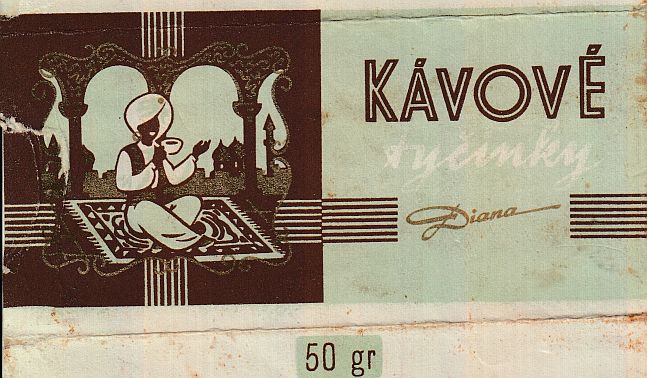 KÁVOVÉ
tyčinky
Diana
50 gr